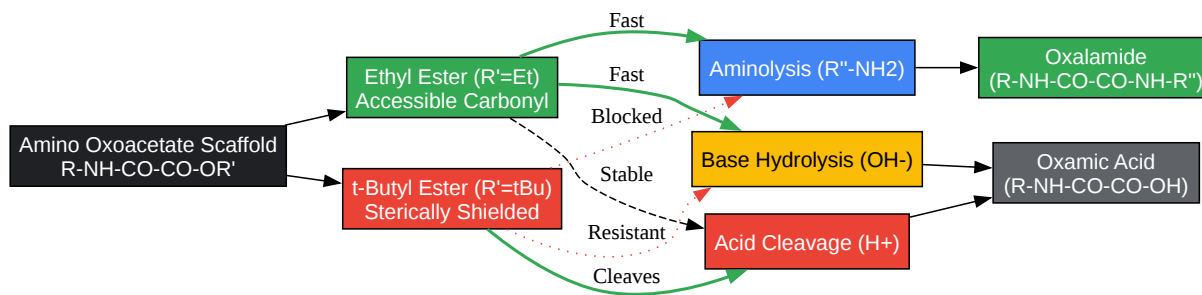 Amino Oxoacetate Scaffold
R-NH-CO-CO-OR'
Ethyl Ester (R'=Et)
Accessible Carbonyl
t-Butyl Ester (R'=tBu)
Sterically Shielded
Fast
Fast
Blocked
Stable
Resistant
Cleaves
Aminolysis (R"-NH2)
Base Hydrolysis (OH-)
Acid Cleavage (H+)
Oxalamide
(R-NH-CO-CO-NH-R")
Oxamic Acid
(R-NH-CO-CO-OH)